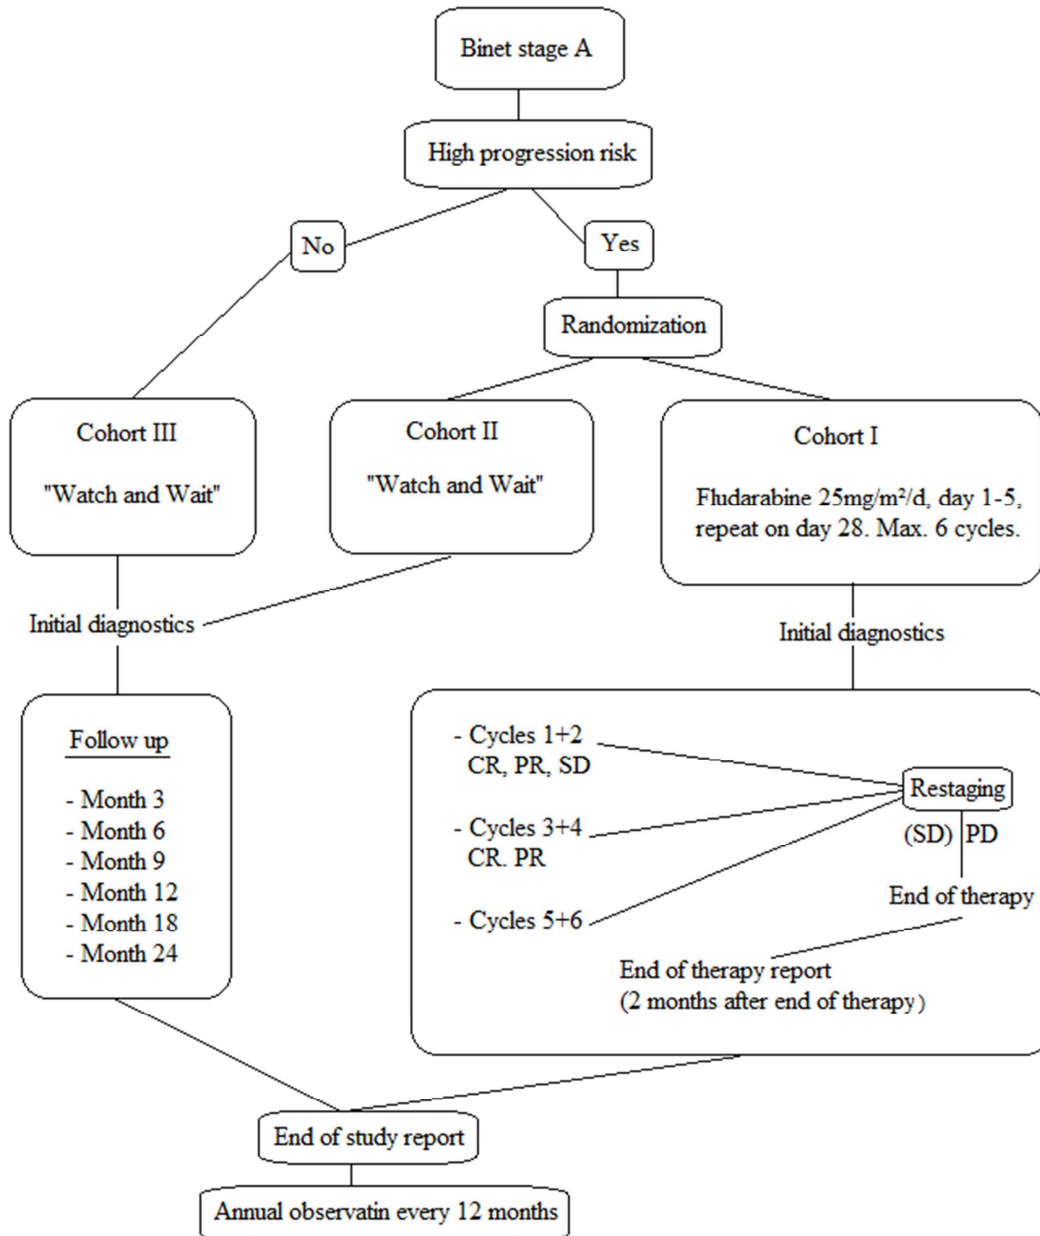 Binet stage A
High progression risk
No
Yes
Randomization
Cohort III
"Watch and Wait"
Cohort II
"Watch and Wait"
Cohort I
Fludarabine 25mg/m²/d, day 1-5,
repeat on day 28. Max. 6 cycles.
Initial diagnostics
Initial diagnostics
Follow up
- Month 3
- Month 6
- Month 9
- Month 12
- Month 18
- Month 24
- Cycles 1+2
CR, PR, SD
- Cycles 3+4
CR. PR
- Cycles 5+6
Restaging
(SD) PD
End of therapy
End of therapy report
(2 months after end of therapy)
End of study report
Annual observatin every 12 months